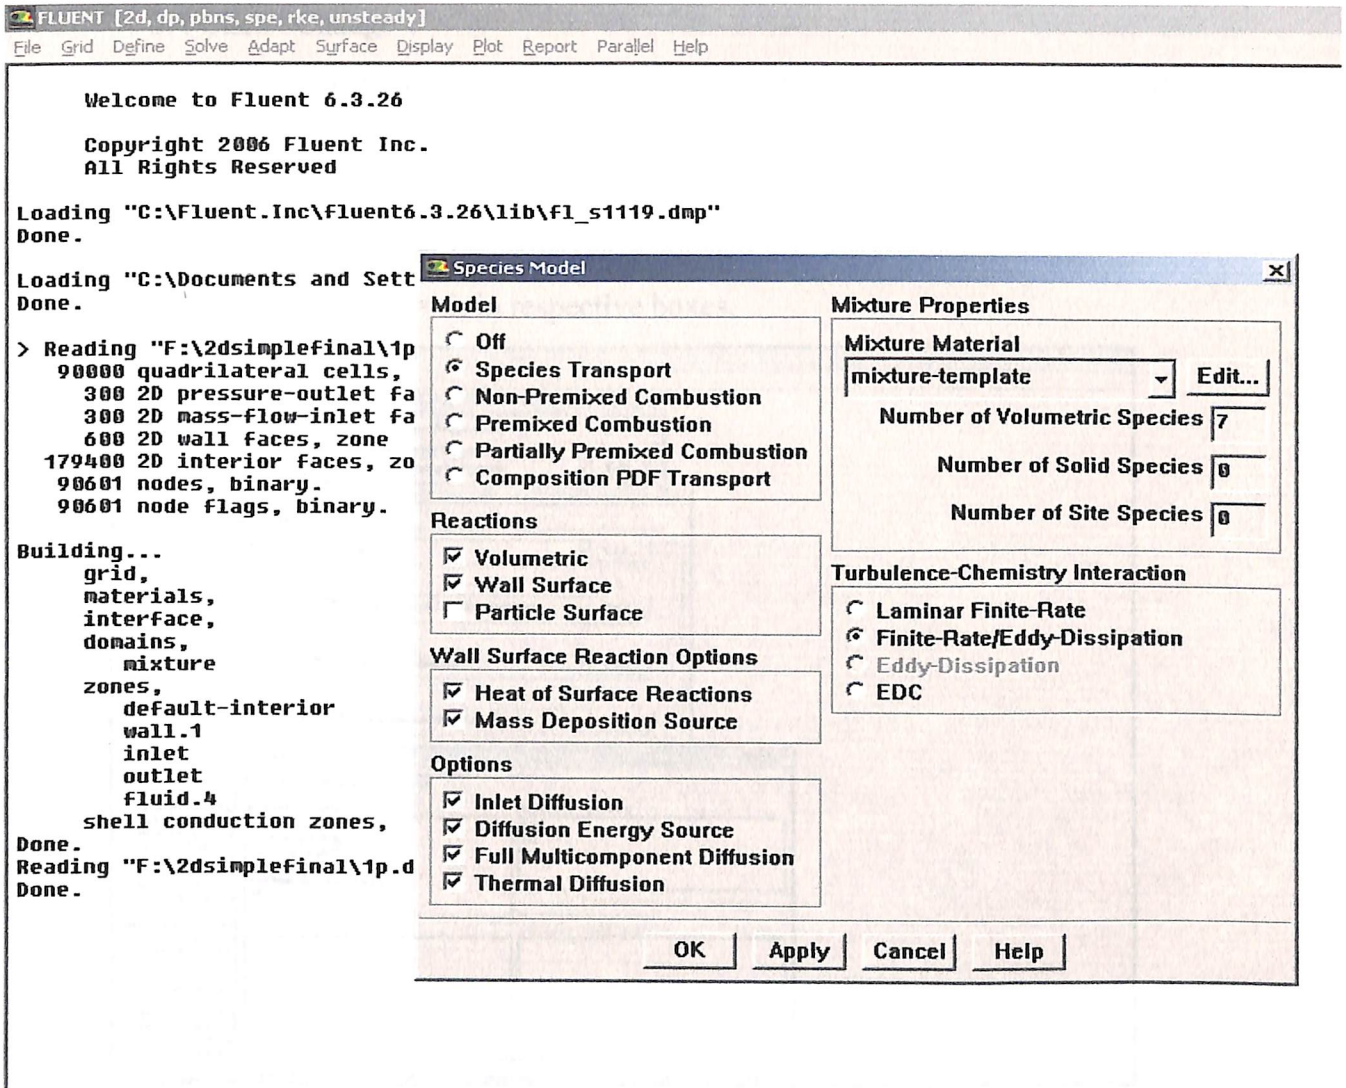 FLUENT [2d, dp, pbns, spe, rke, unsteady]
File Grid Define Solve Adapt Surface Display Plot Report Parallel Help
Welcome to Fluent 6.3.26
Copyright 2006 Fluent Inc.
All Rights Reserved
Loading "C:\Fluent.Inc\fluent6.3.26\lib\fl_s1119.dmp"
Done.
Loading "C:\Documents and Sett
Done.
> Reading "F:\2dsimplefinal\1p
90000 quadrilateral cells,
300 2D pressure-outlet fa
300 2D mass-flow-inlet fa
600 2D wall faces, zone
179400 2D interior faces, zo
90601 nodes, binary.
90601 node flags, binary.
Building...
grid,
materials,
interface,
domains,
mixture
zones,
default-interior
wall.1
inlet
outlet
fluid.4
shell conduction zones,
Done.
Reading "F:\2dsimplefinal\1p.d
Done.
Species Model
Model
respective boxes.
Off
Species Transport
Non-Premixed Combustion
Premixed Combustion
Partially Premixed Combustion
Composition PDF Transport
Reactions
Volumetric
Wall Surface
Particle Surface
Wall Surface Reaction Options
Heat of Surface Reactions
Mass Deposition Source
Options
Inlet Diffusion
Diffusion Energy Source
Full Multicomponent Diffusion
Thermal Diffusion
Mixture Properties
Mixture Material
mixture-template Edit...
Number of Volumetric Species 7
Number of Solid Species 0
Number of Site Species 0
Turbulence-Chemistry Interaction
Laminar Finite-Rate
Finite-Rate/Eddy-Dissipation
Eddy-Dissipation
EDC
OK Apply Cancel Help